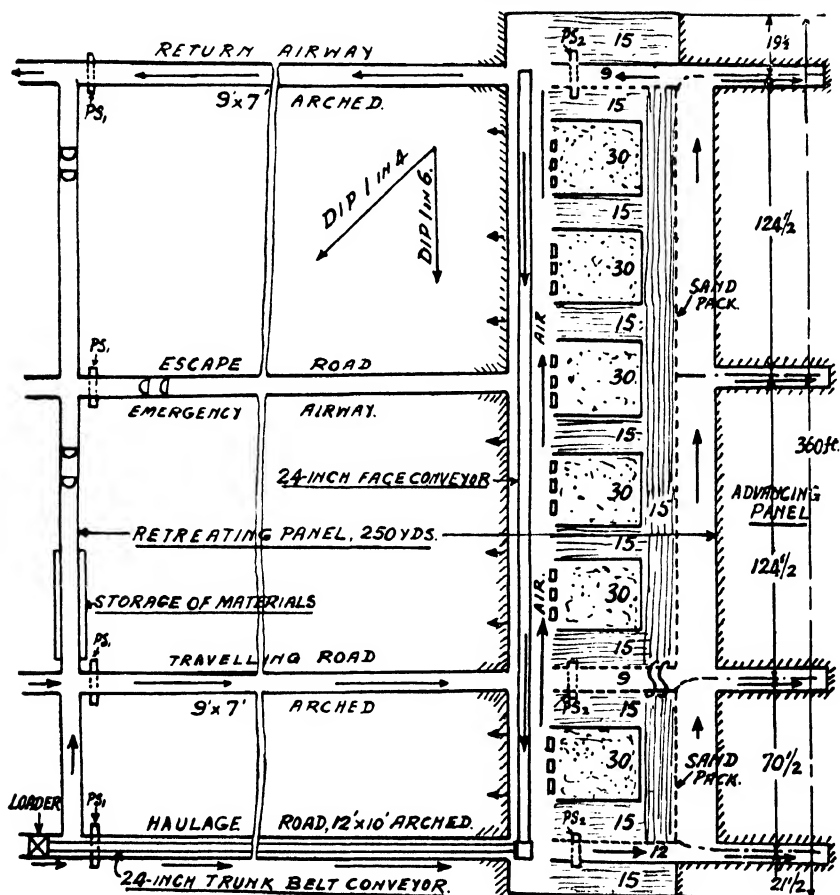 RETURN AIRWAY
9'x7' ARCHED.
PS1
PS2
15
19½
9
15
30
15
DIP 1 IN 4
DIP 1 IN 6.
124½
30
SAND PACK.
15
AIR
30
PS1
ESCAPE ROAD
EMERGENCY AIRWAY.
15
360ft.
24-INCH FACE CONVEYOR
30
15
ADVANCING PANEL
RETREATING PANEL, 250 YDS.
15
AIR.
30
124½
STORAGE OF MATERIALS
15
PS1
TRAVELLING ROAD
9
9'x7' ARCHED
PS2
15
30
70½
SAND PACK.
LOADER
PS1
HAULAGE ROAD, 12'x10' ARCHED.
15
PS2
12
24-INCH TRUNK BELT CONVEYOR.
15
21½